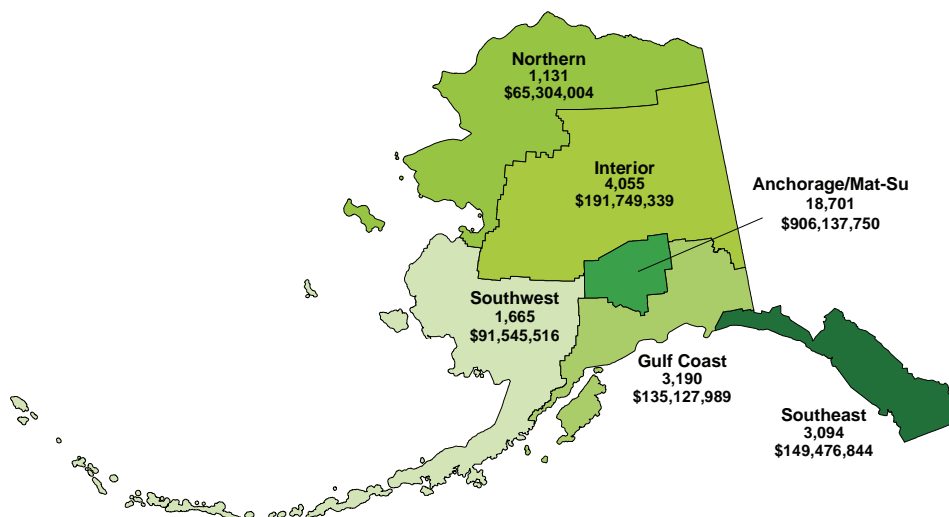 Northern
1,131
$65,304,004
Interior
4,055
$191,749,339
Anchorage/Mat-Su
18,701
$906,137,750
Southwest
1,665
$91,545,516
Gulf Coast
3,190
$135,127,989
Southeast
3,094
$149,476,844